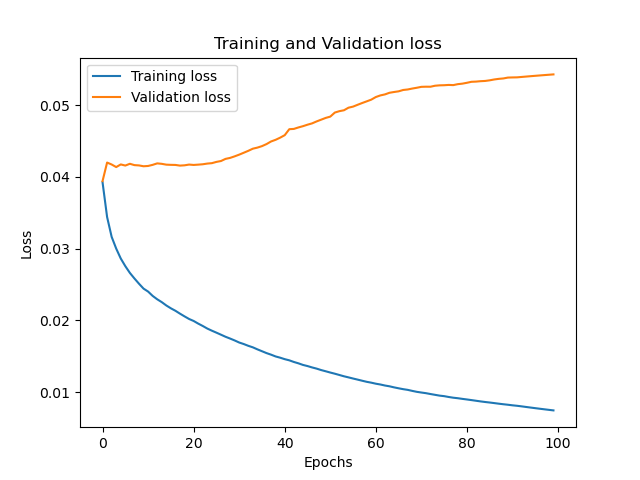 Training and Validation loss
Training loss
Validation loss
0.05
0.04
0.03
0.02
0.01
Loss
0
20
40
60
80
100
Epochs